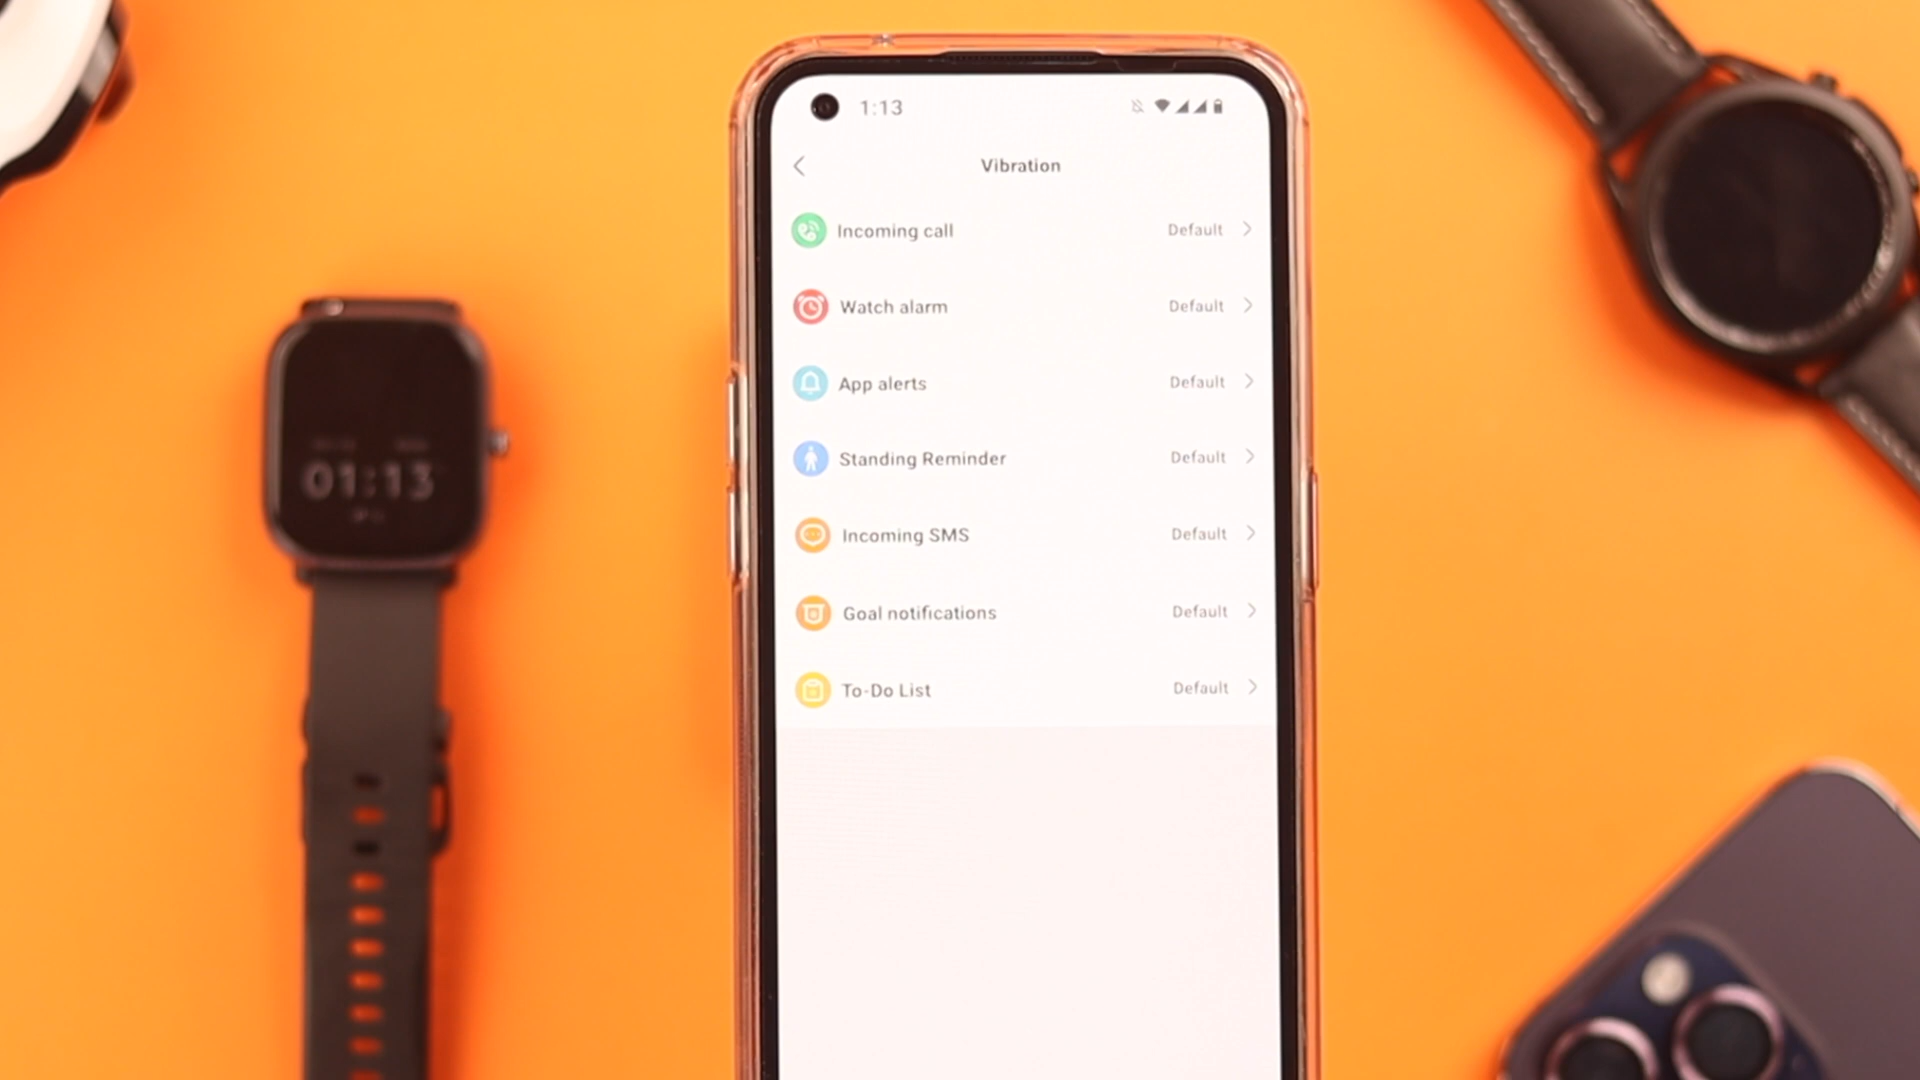 1:13
Vibration
Incoming call Default
Watch alarm Default
App alerts Default
Standing Reminder Default
Incoming SMS Default
Goal notifications Default
To-Do List Default
01:13